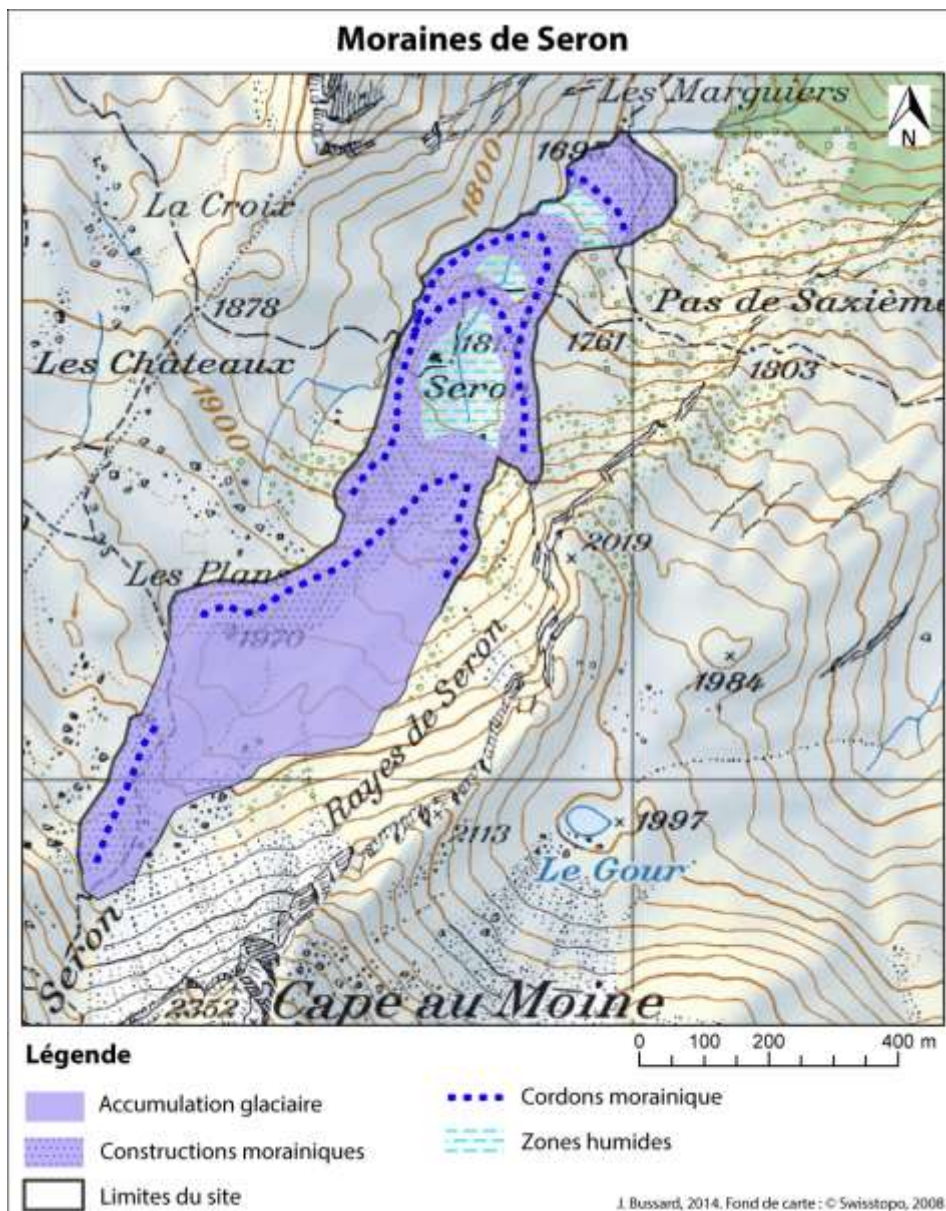 Moraines de Seron
Les Marguiers
N
1800
La Croix
1878
Pas de Saxième
1761
Les Châteaux
1803
Sero
1900
2019
Les Plans
1970
1984
Rayes de Seron
1997
2113
Le Gour
Seron
2352
Cape au Moine
Légende
0 100 200 400 m
Accumulation glaciaire
Cordons morainique
Constructions morainiques
Zones humides
Limites du site
J. Bussard, 2014. Fond de carte : © Swisstopo, 2008